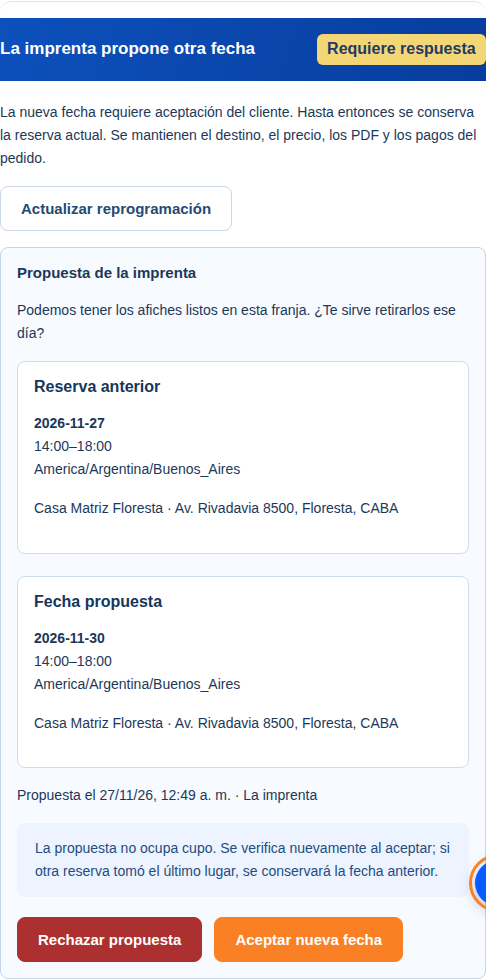 La imprenta propone otra fecha
Requiere respuesta
La nueva fecha requiere aceptación del cliente. Hasta entonces se conserva
la reserva actual. Se mantienen el destino, el precio, los PDF y los pagos del
pedido.
Actualizar reprogramación
Propuesta de la imprenta
Podemos tener los afiches listos en esta franja. ¿Te sirve retirarlos ese
día?
Reserva anterior
2026-11-27
14:00–18:00
America/Argentina/Buenos_Aires
Casa Matriz Floresta · Av. Rivadavia 8500, Floresta, CABA
Fecha propuesta
2026-11-30
14:00–18:00
America/Argentina/Buenos_Aires
Casa Matriz Floresta · Av. Rivadavia 8500, Floresta, CABA
Propuesta el 27/11/26, 12:49 a. m. · La imprenta
La propuesta no ocupa cupo. Se verifica nuevamente al aceptar; si
otra reserva tomó el último lugar, se conservará la fecha anterior.
Rechazar propuesta
Aceptar nueva fecha